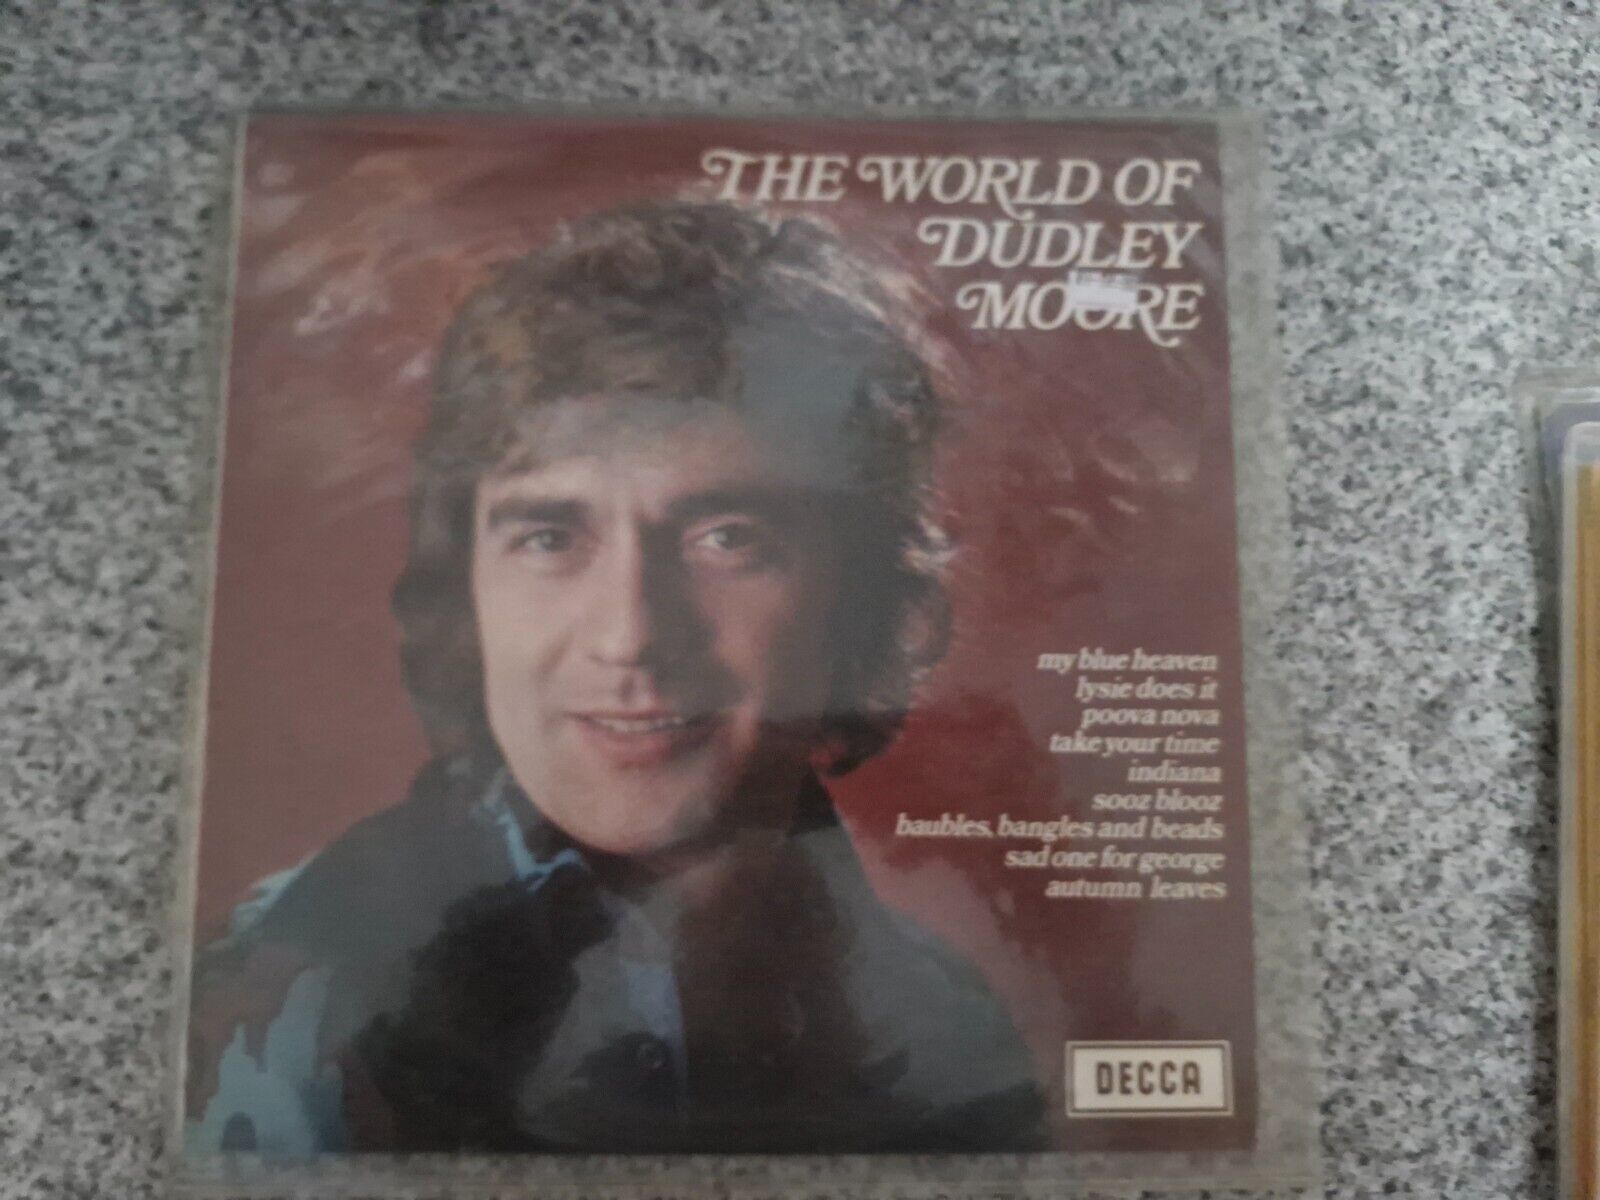 THE WORLD OF
DUDLEY
MOORE
my blue heaven
lysie does it
poova nova
take your time
indiana
sooz blooz
baubles, bangles and beads
sad one for george
autumn leaves
DECCA